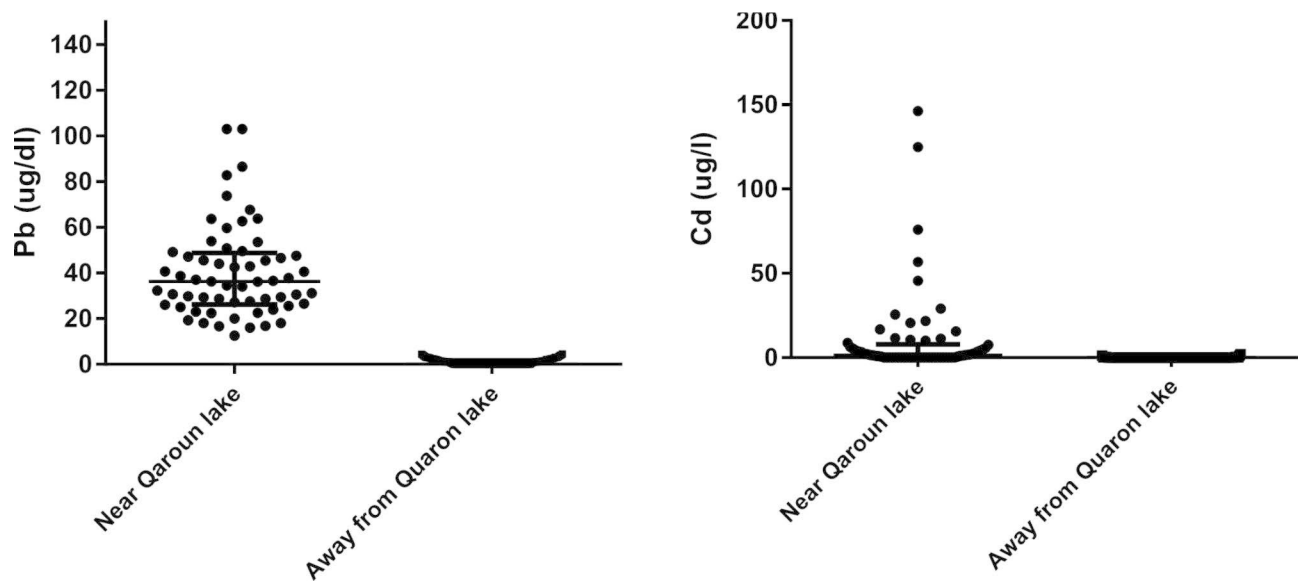 140
120
100
80
60
40
20
0
Pb (ug/dl)
Near Qaroun lake
Away from Quaron lake
200
150
100
50
0
Cd (ug/l)
Near Qaroun lake
Away from Quaron lake